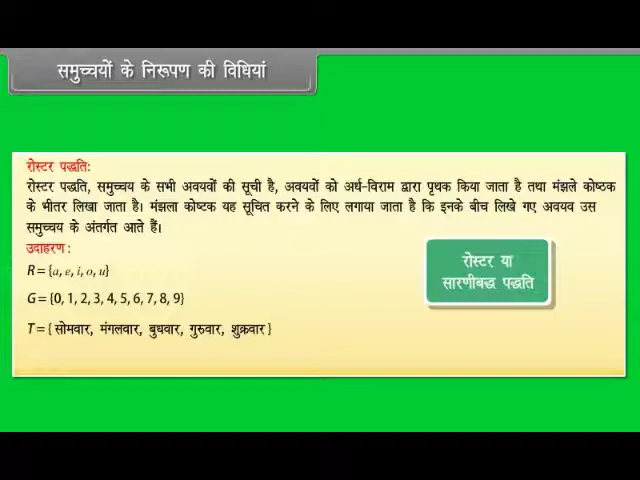 समुच्चयों के निरूपण की विधियां
रोस्टर पद्धति:
रोस्टर पद्धति, समुच्चय के सभी अवयवों की सूची है, अवयवों को अर्ध-विराम द्वारा पृथक किया जाता है तथा मंझले कोष्ठक
के भीतर लिखा जाता है। मंझला कोष्टक यह सूचित करने के लिए लगाया जाता है कि इनके बीच लिखे गए अवयव उस
समुच्चय के अंतर्गत आते हैं।
उदाहरण :
R = {a, e, i, o, u}
G = {0, 1, 2, 3, 4, 5, 6, 7, 8, 9}
T = { सोमवार, मंगलवार, बुधवार, गुरुवार, शुक्रवार }
रोस्टर या
सारणीबद्ध पद्धति